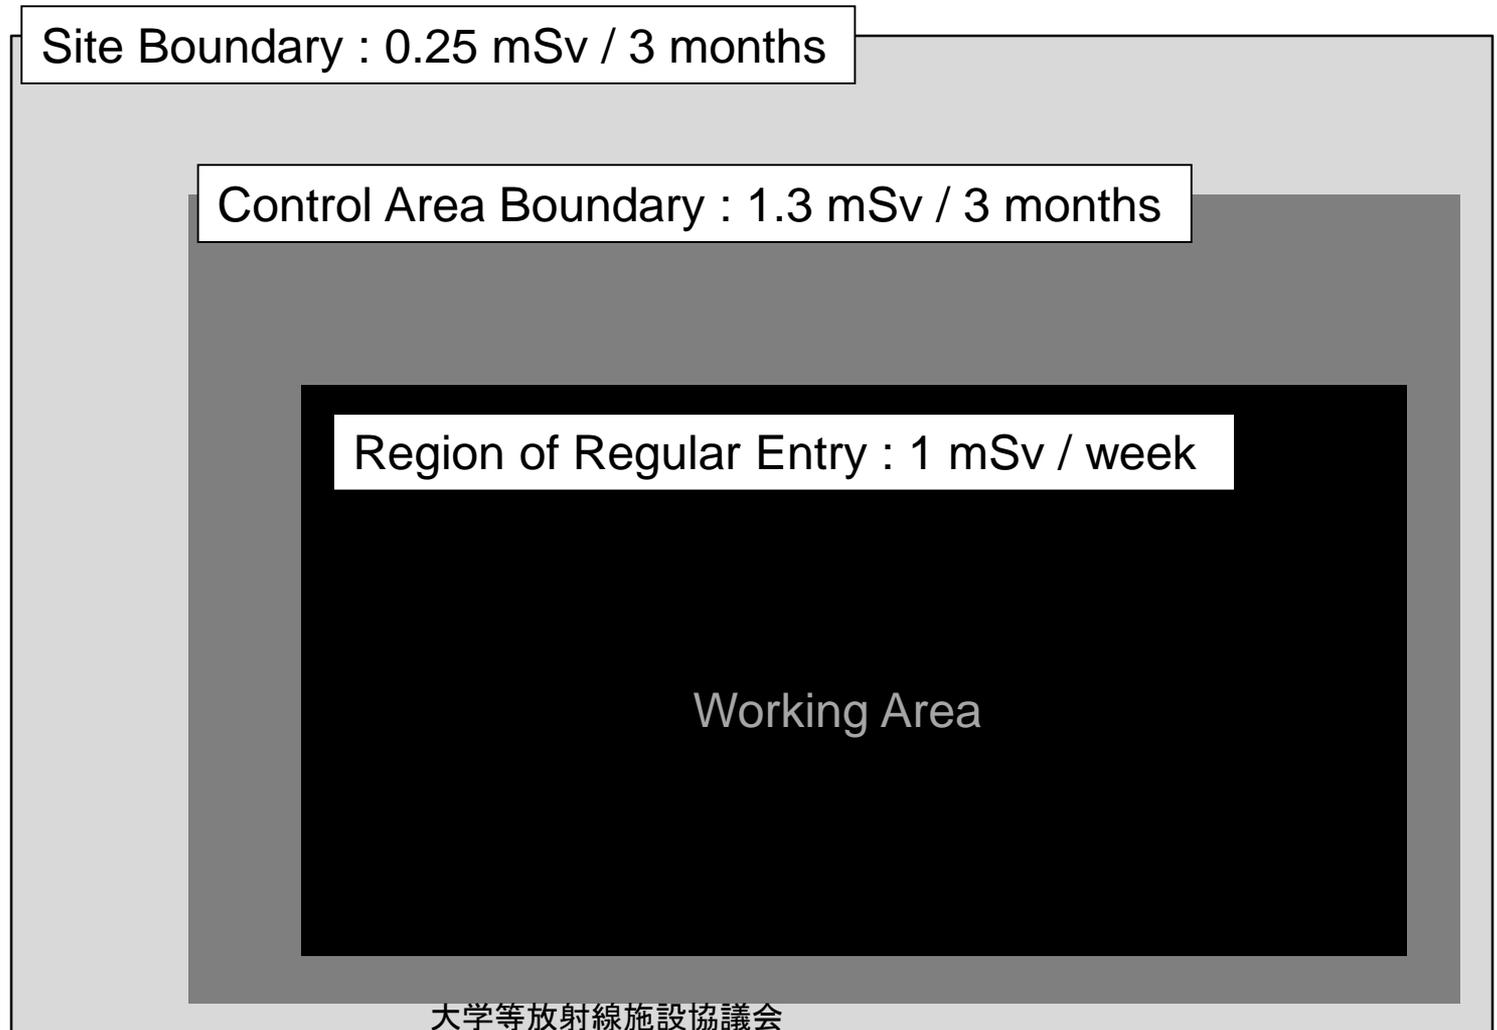 Site Boundary : 0.25 mSv / 3 months
Control Area Boundary : 1.3 mSv / 3 months
Region of Regular Entry : 1 mSv / week
Working Area
大学等放射線施設協議会